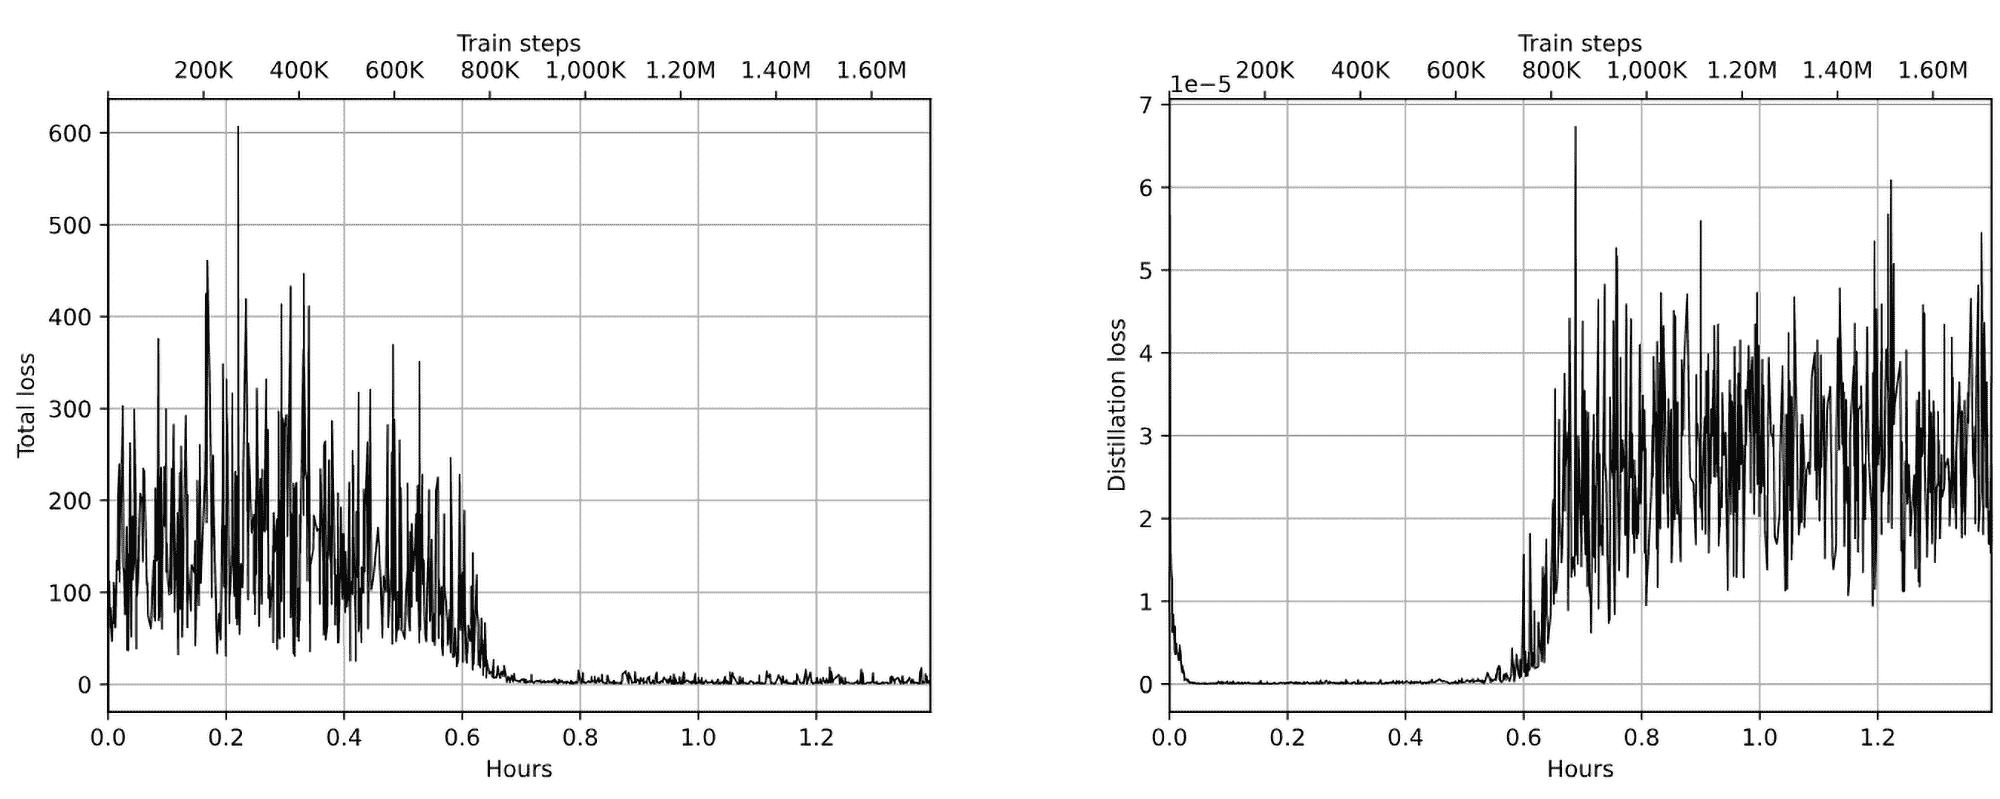 Train steps
200K 400K 600K 800K 1,000K 1.20M 1.40M 1.60M
600
500
400
300
200
100
0
Total loss
0.0 0.2 0.4 0.6 0.8 1.0 1.2
Hours
Train steps
1e−5 200K 400K 600K 800K 1,000K 1.20M 1.40M 1.60M
7
6
5
4
3
2
1
0
Distillation loss
0.0 0.2 0.4 0.6 0.8 1.0 1.2
Hours